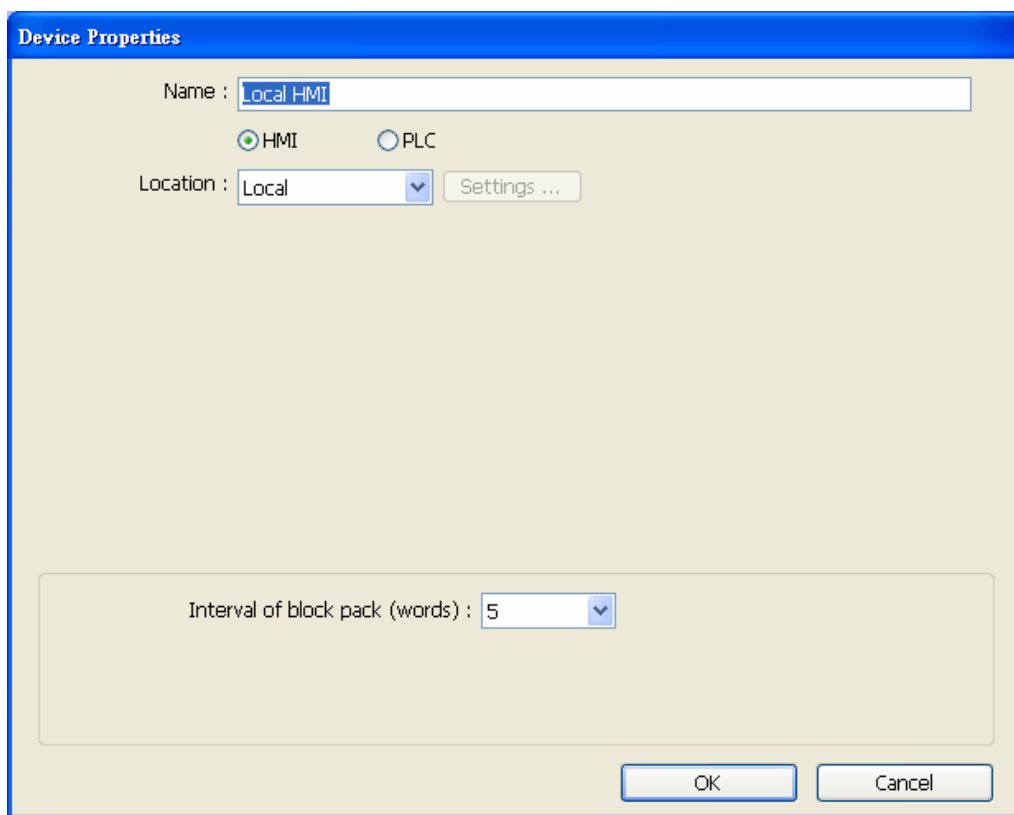 Device Properties
Name : Local HMI
HMI PLC
Location : Local Settings ...
Interval of block pack (words) : 5
OK Cancel